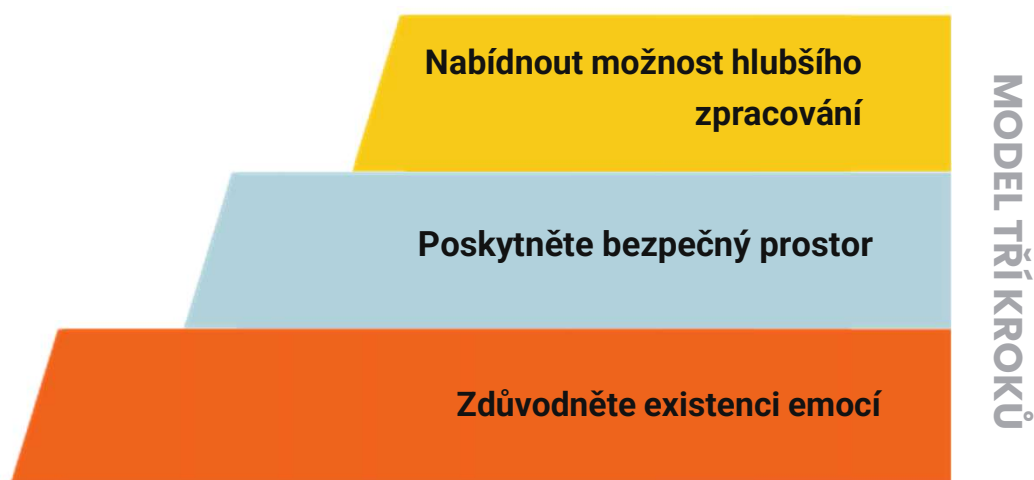 Nabídnout možnost hlubšího
zpracování
Poskytněte bezpečný prostor
Zdůvodněte existenci emocí
MODEL TŘÍ KROKŮ